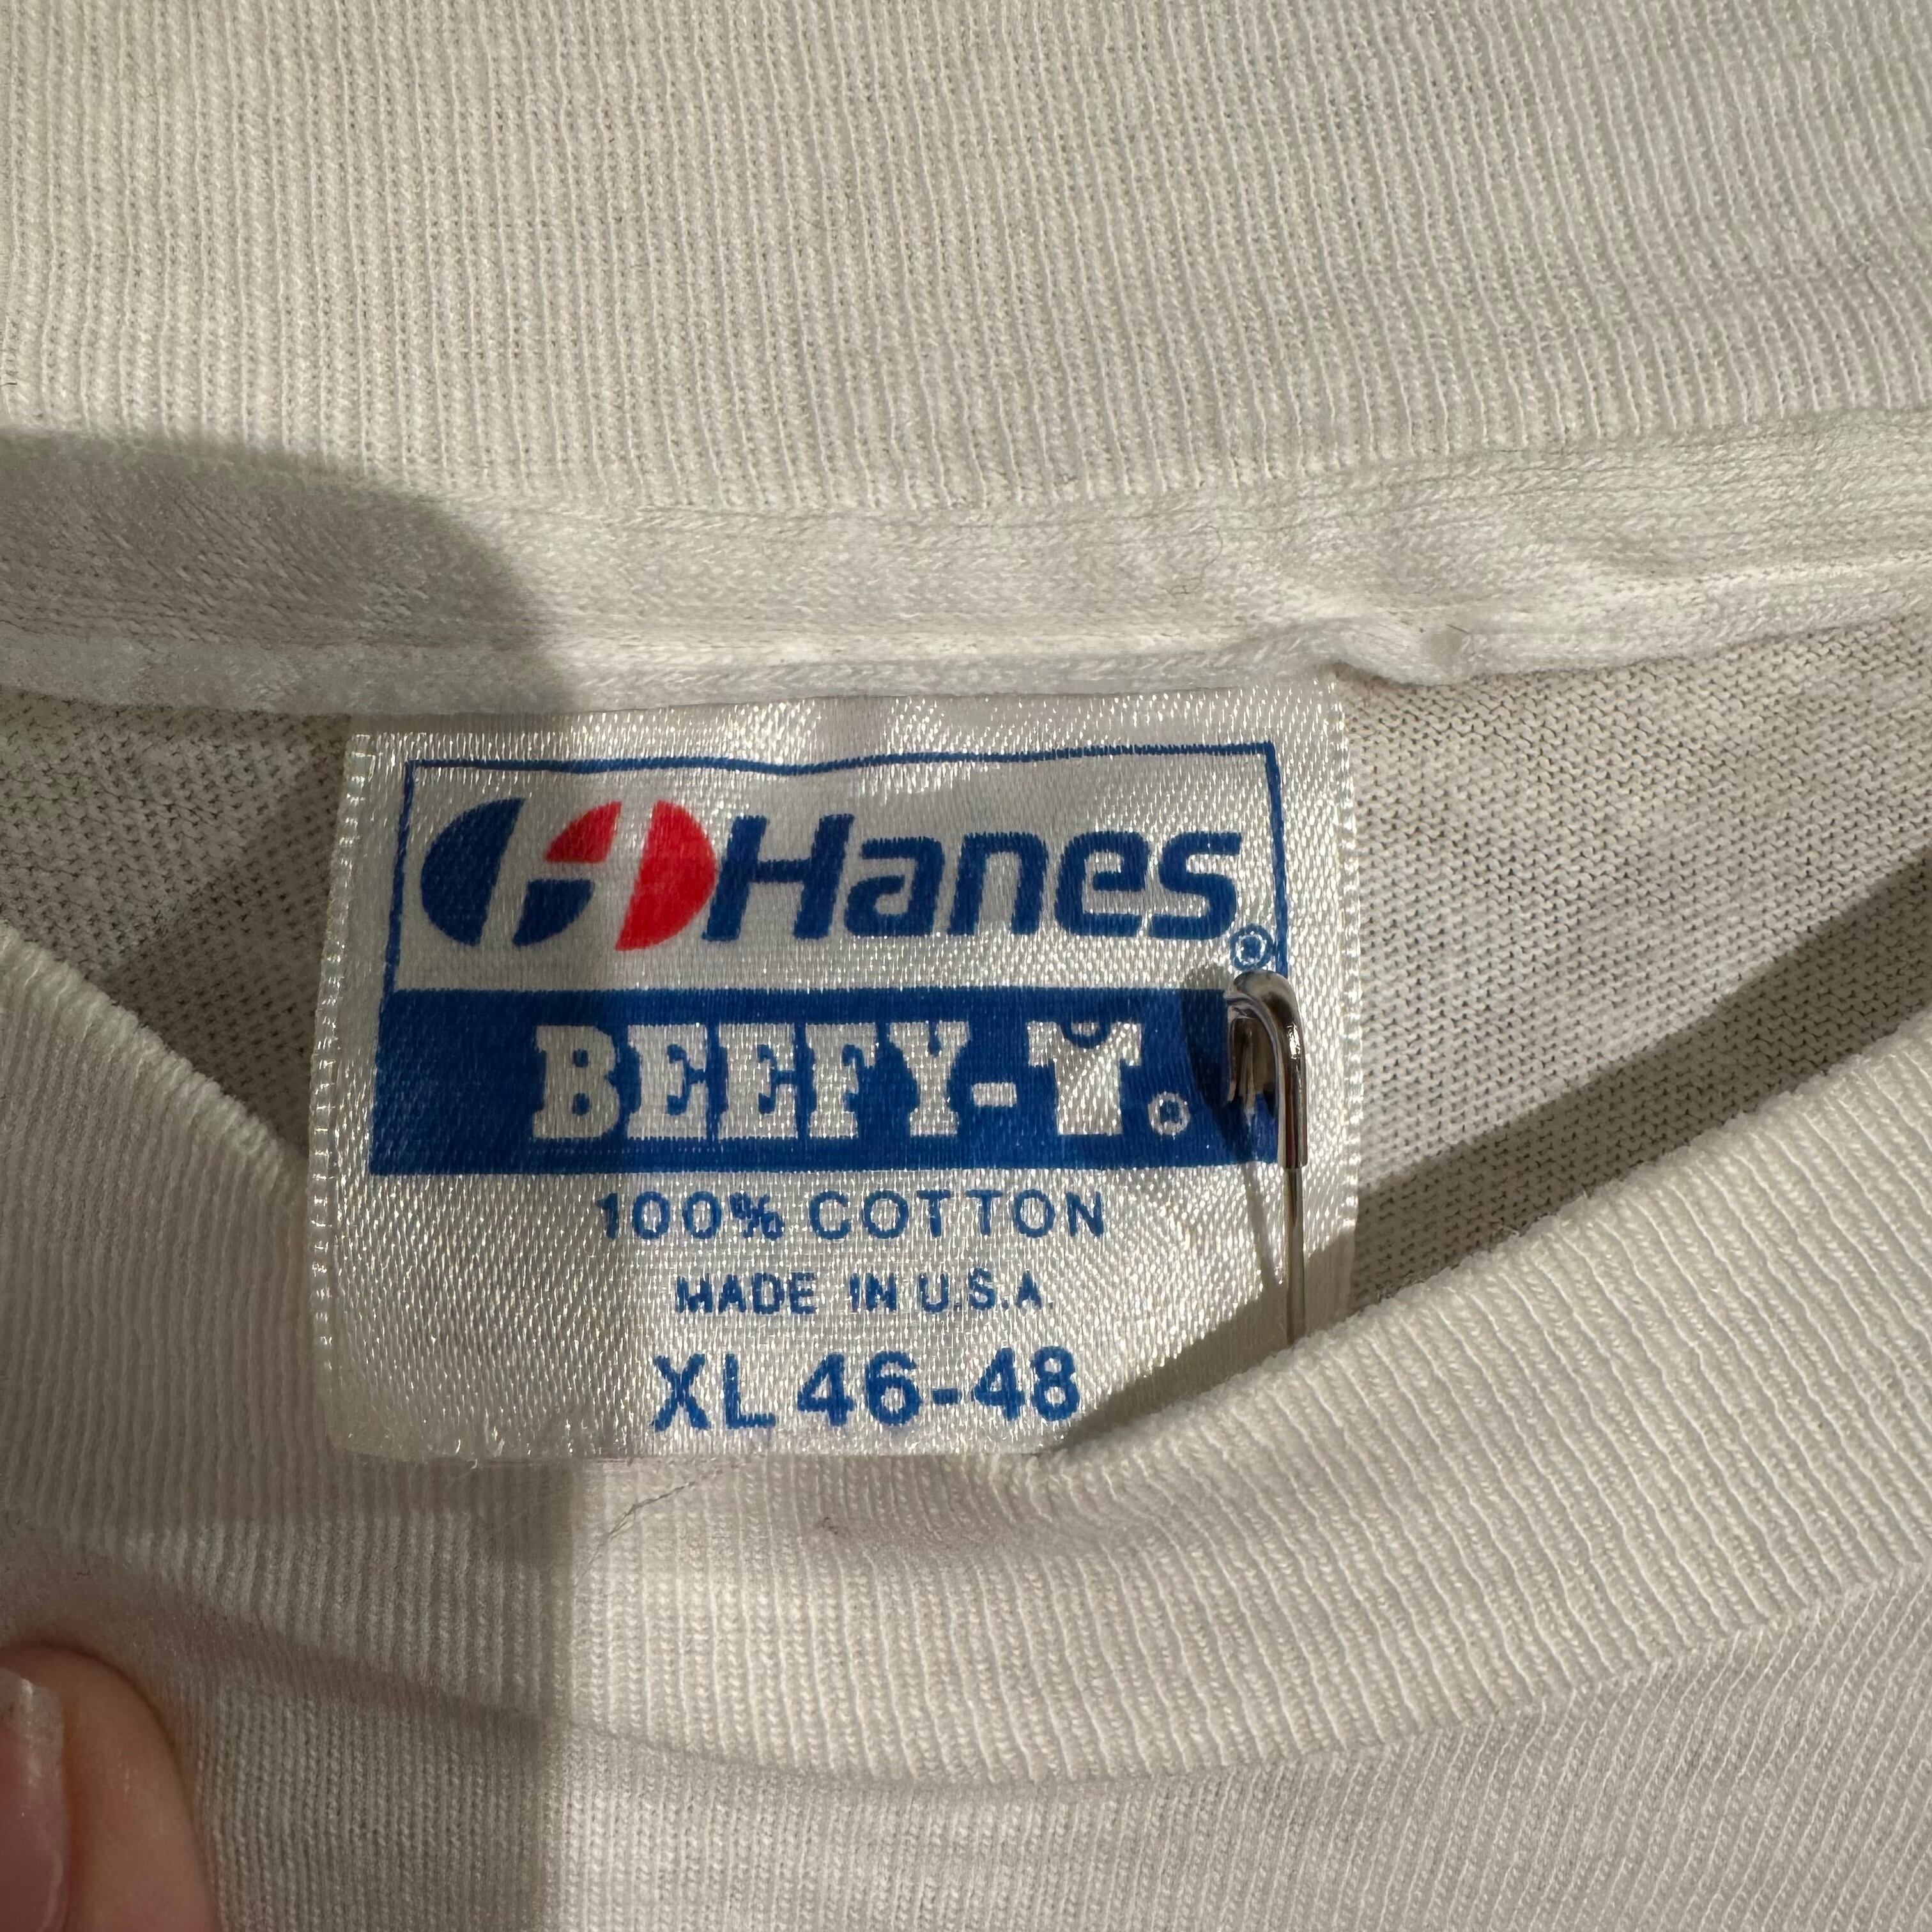 Hanes®
BEEFY-T®
100% COTTON
MADE IN U.S.A.
XL 46-48